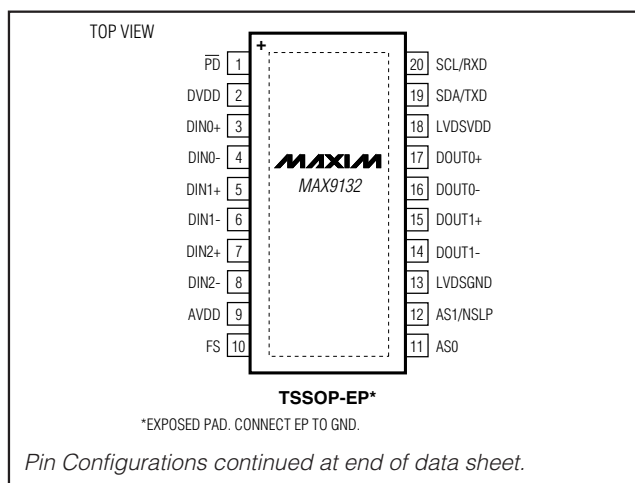 TOP VIEW
+
P̅D̅ 1 20 SCL/RXD
DVDD 2 19 SDA/TXD
DIN0+ 3 18 LVDSVDD
DIN0- 4 17 DOUT0+
MAXIM
DIN1+ 5 MAX9132 16 DOUT0-
DIN1- 6 15 DOUT1+
DIN2+ 7 14 DOUT1-
DIN2- 8 13 LVDSGND
AVDD 9 12 AS1/NSLP
FS 10 11 AS0
TSSOP-EP*
*EXPOSED PAD. CONNECT EP TO GND.
Pin Configurations continued at end of data sheet.